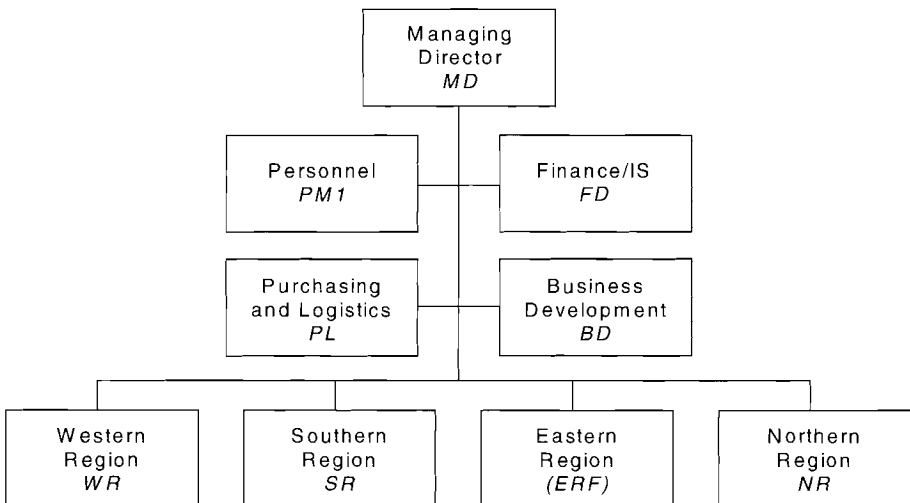 Managing
Director
MD
Personnel
PM1
Finance/IS
FD
Purchasing
and Logistics
PL
Business
Development
BD
Western
Region
WR
Southern
Region
SR
Eastern
Region
(ERF)
Northern
Region
NR